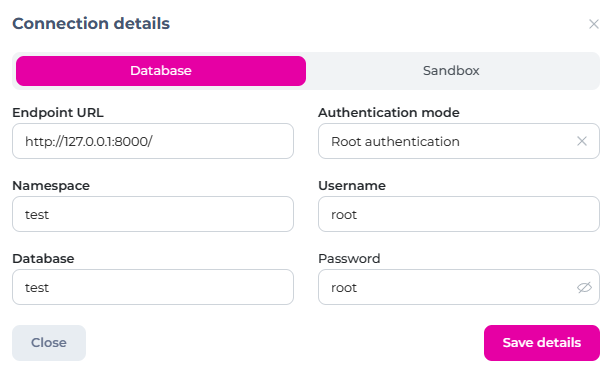 Connection details
Database
Sandbox
Endpoint URL
Authentication mode
http://127.0.0.1:8000/
Root authentication
Namespace
Username
test
root
Database
Password
test
root
Close
Save details